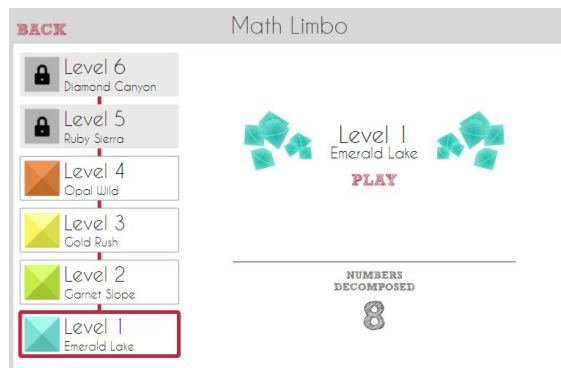 BACK
Math Limbo
Level 6
Diamond Canyon
Level 5
Ruby Sierra
Level 4
Opal Wild
Level 3
Gold Rush
Level 2
Garnet Slope
Level 1
Emerald Lake
Level 1
Emerald Lake
PLAY
NUMBERS
DECOMPOSED
8